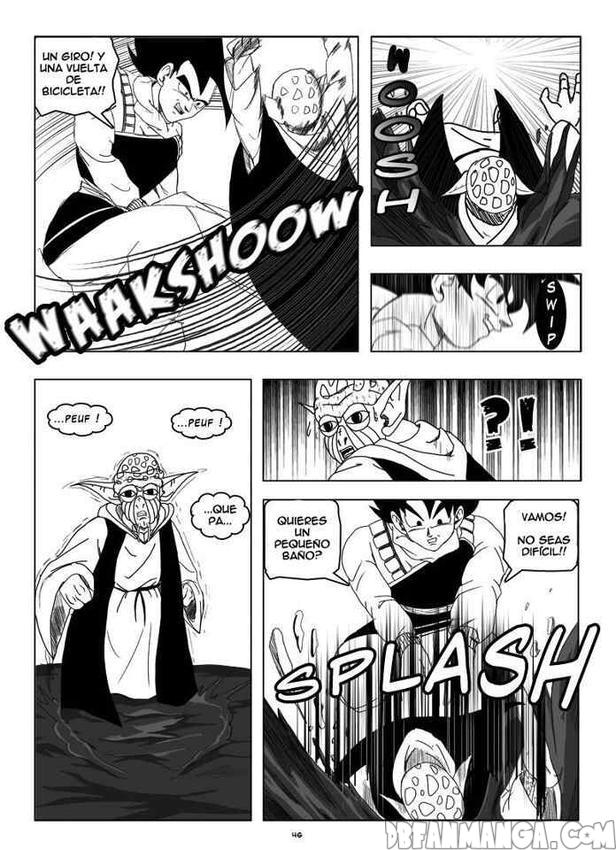 UN GIRO! Y
UNA VUELTA
DE
BICICLETA!!
WAAKSHOOW
WOOSH
SWIP
...PEUF !
...PEUF !
...QUE
PA...
?!
QUIERES
UN
PEQUEÑO
BAÑO?
VAMOS!
NO SEAS
DIFÍCIL!!
SPLASH
46
DBFANMANGA.COM